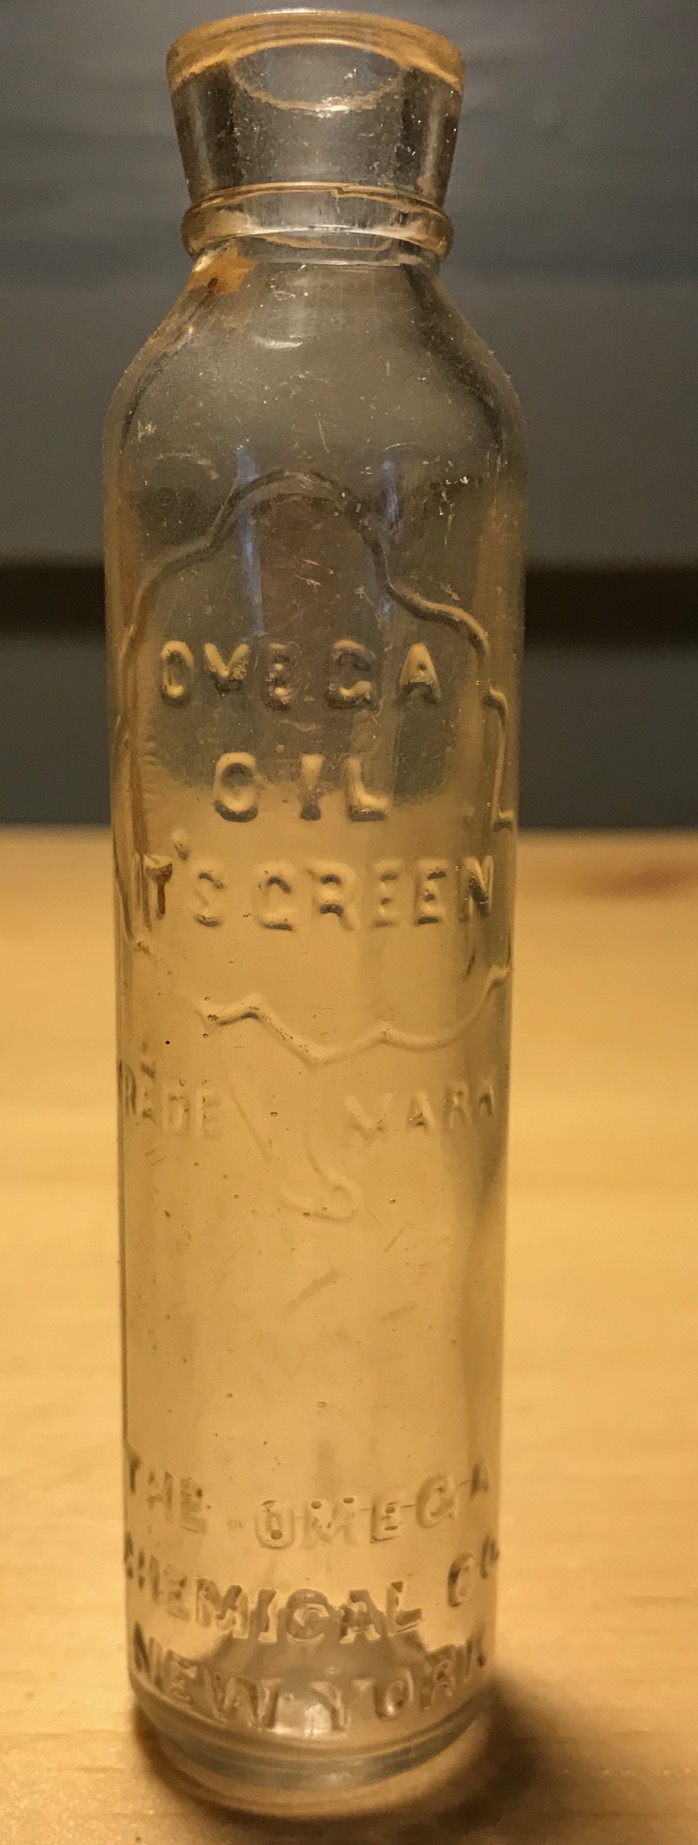 OMEGA
OIL
IT'S GREEN
TRADE MARK
THE OMEGA
CHEMICAL CO.
NEW YORK